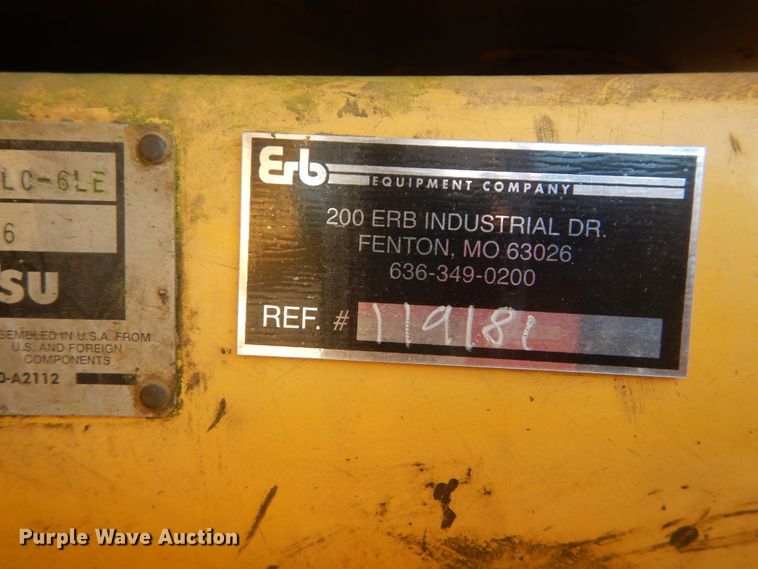 LC-6LE
6
SU
SEMBLED IN U.S.A. FROM
U.S. AND FOREIGN
COMPONENTS
0-A2112
Erb
EQUIPMENT COMPANY
200 ERB INDUSTRIAL DR.
FENTON, MO 63026
636-349-0200
REF. #
Purple Wave Auction